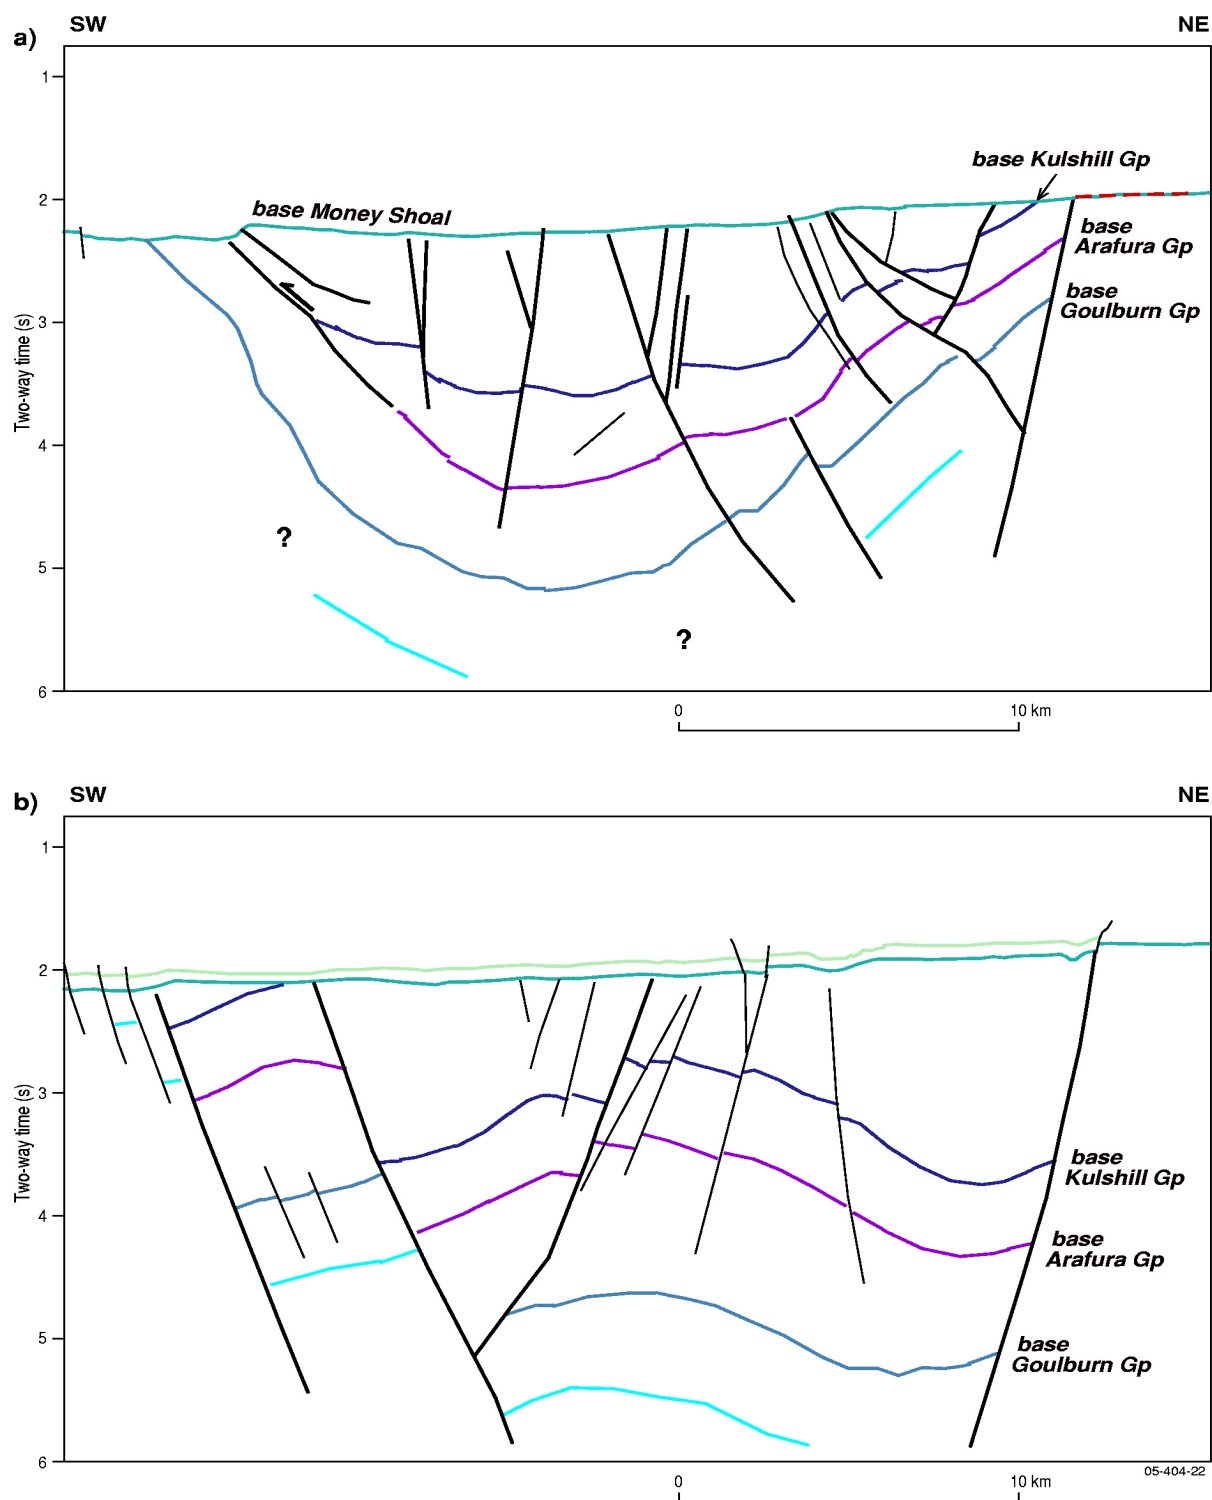 a)
SW
NE
1
2
3
4
5
6
Two-way time (s)
base Kulshill Gp
base Money Shoal
base
Arafura Gp
base
Goulburn Gp
?
?
0
10 km
b)
SW
NE
1
2
3
4
5
6
Two-way time (s)
base
Kulshill Gp
base
Arafura Gp
base
Goulburn Gp
05-404-22
0
10 km